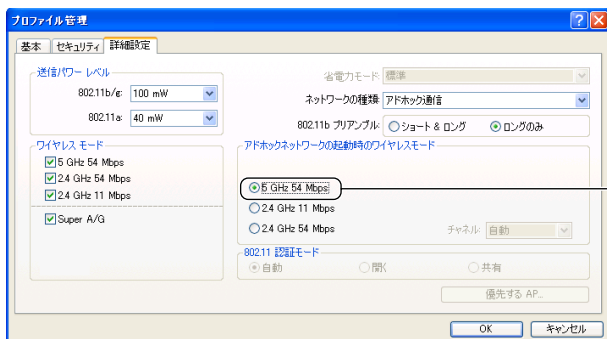 プロファイル管理
基本
セキュリティ
詳細設定
送信パワー レベル
802.11b/g: 100 mW
802.11a: 40 mW
省電力モード: 標準
ネットワークの種類: アドホック通信
802.11b プリアンブル: ショート & ロング ロングのみ
ワイヤレス モード
5 GHz 54 Mbps
2.4 GHz 54 Mbps
2.4 GHz 11 Mbps
Super A/G
アドホックネットワークの起動時のワイヤレスモード
5 GHz 54 Mbps
2.4 GHz 11 Mbps
2.4 GHz 54 Mbps
チャネル: 自動
802.11 認証モード
自動 開く 共有
優先する AP...
OK キャンセル